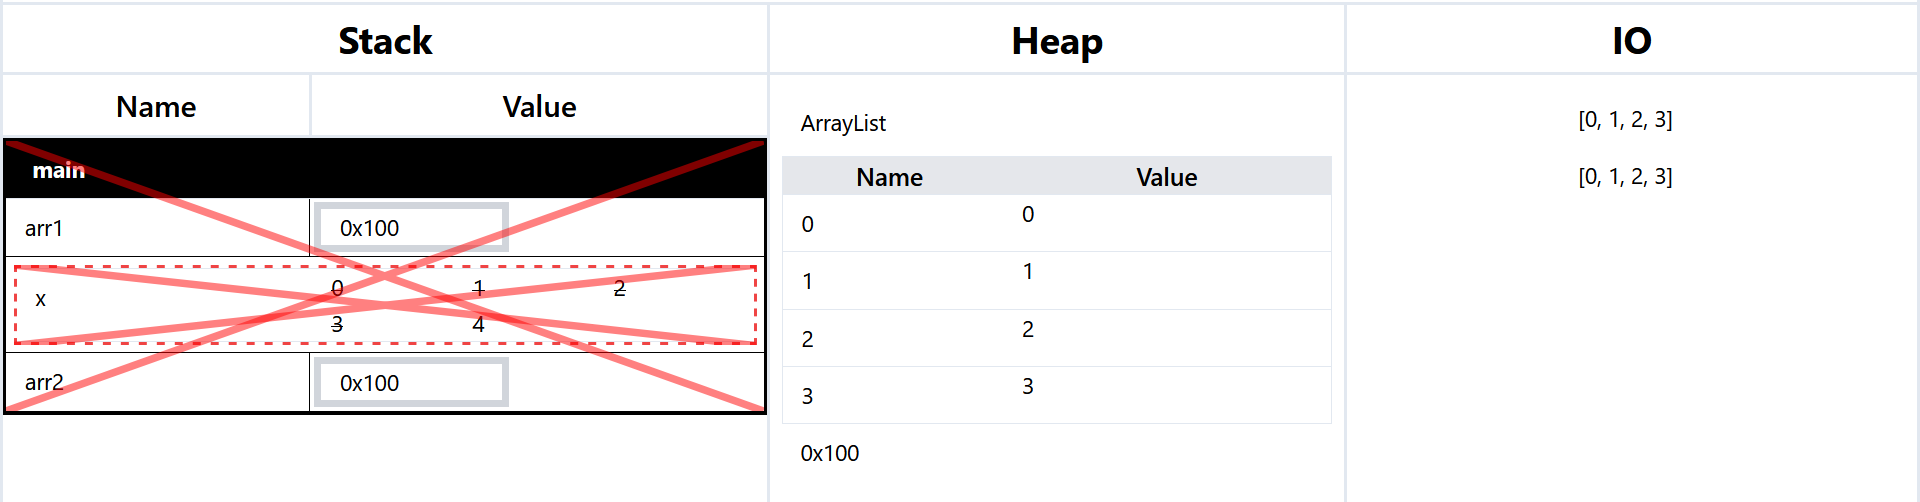 Stack Heap IO
Name Value
ArrayList
[0, 1, 2, 3]
main
Name Value
[0, 1, 2, 3]
arr1 0x100
0 0
x 0 1 2
3 4
1 1
2 2
arr2 0x100
3 3
0x100